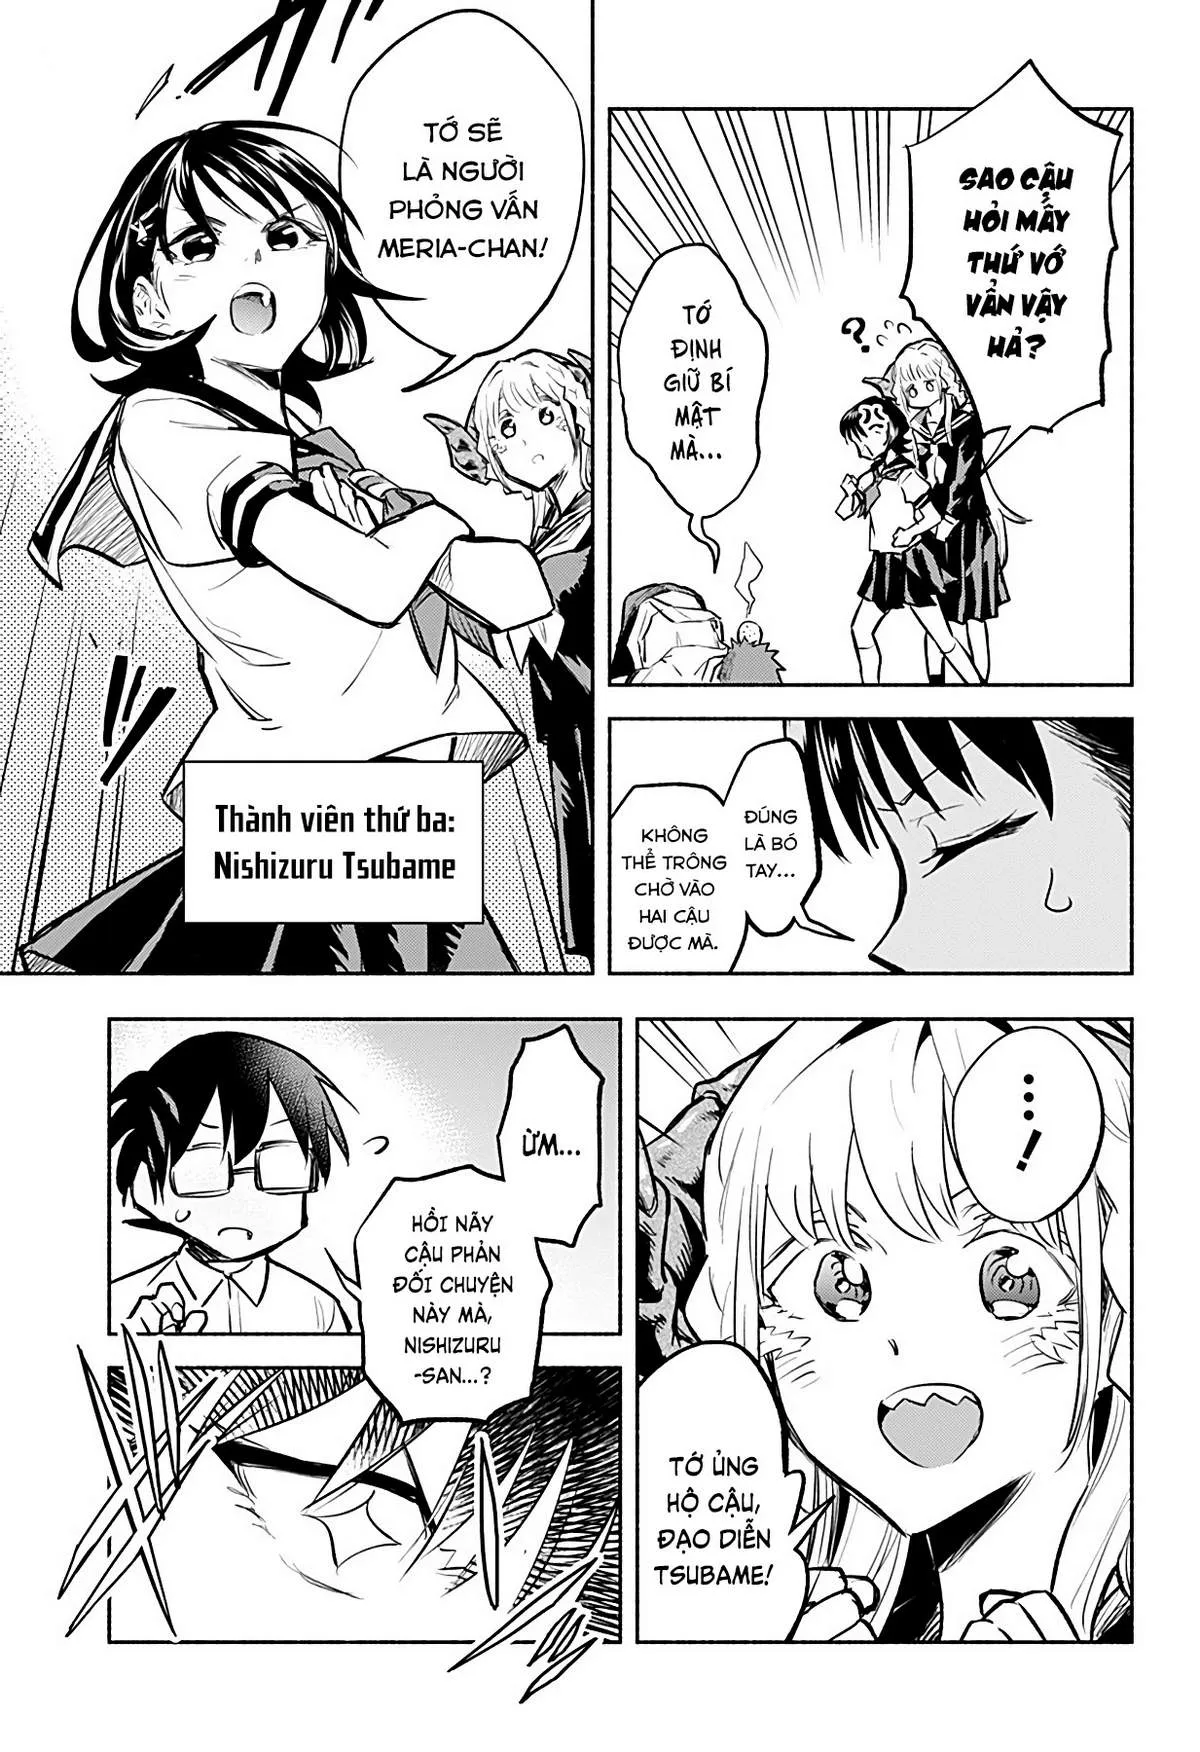 SAO CẬU
HỎI MẤY
THỨ VỚ
VẨN VẬY
HẢ?
?
TỚ
ĐỊNH
GIỮ BÍ
MẬT
MÀ...
ĐÚNG
LÀ BÓ
TAY...
KHÔNG
THỂ TRÔNG
CHỜ VÀO
HAI CẬU
ĐƯỢC MÀ.
TỚ SẼ
LÀ NGƯỜI
PHỎNG VẤN
MERIA-CHAN!
Thành viên thứ ba:
Nishizuru Tsubame
...!
TỚ ỦNG
HỘ CẬU,
ĐẠO DIỄN
TSUBAME!
ỪM...
HỒI NÃY
CẬU PHẢN
ĐỐI CHUYỆN
NÀY MÀ,
NISHIZURU
-SAN...?